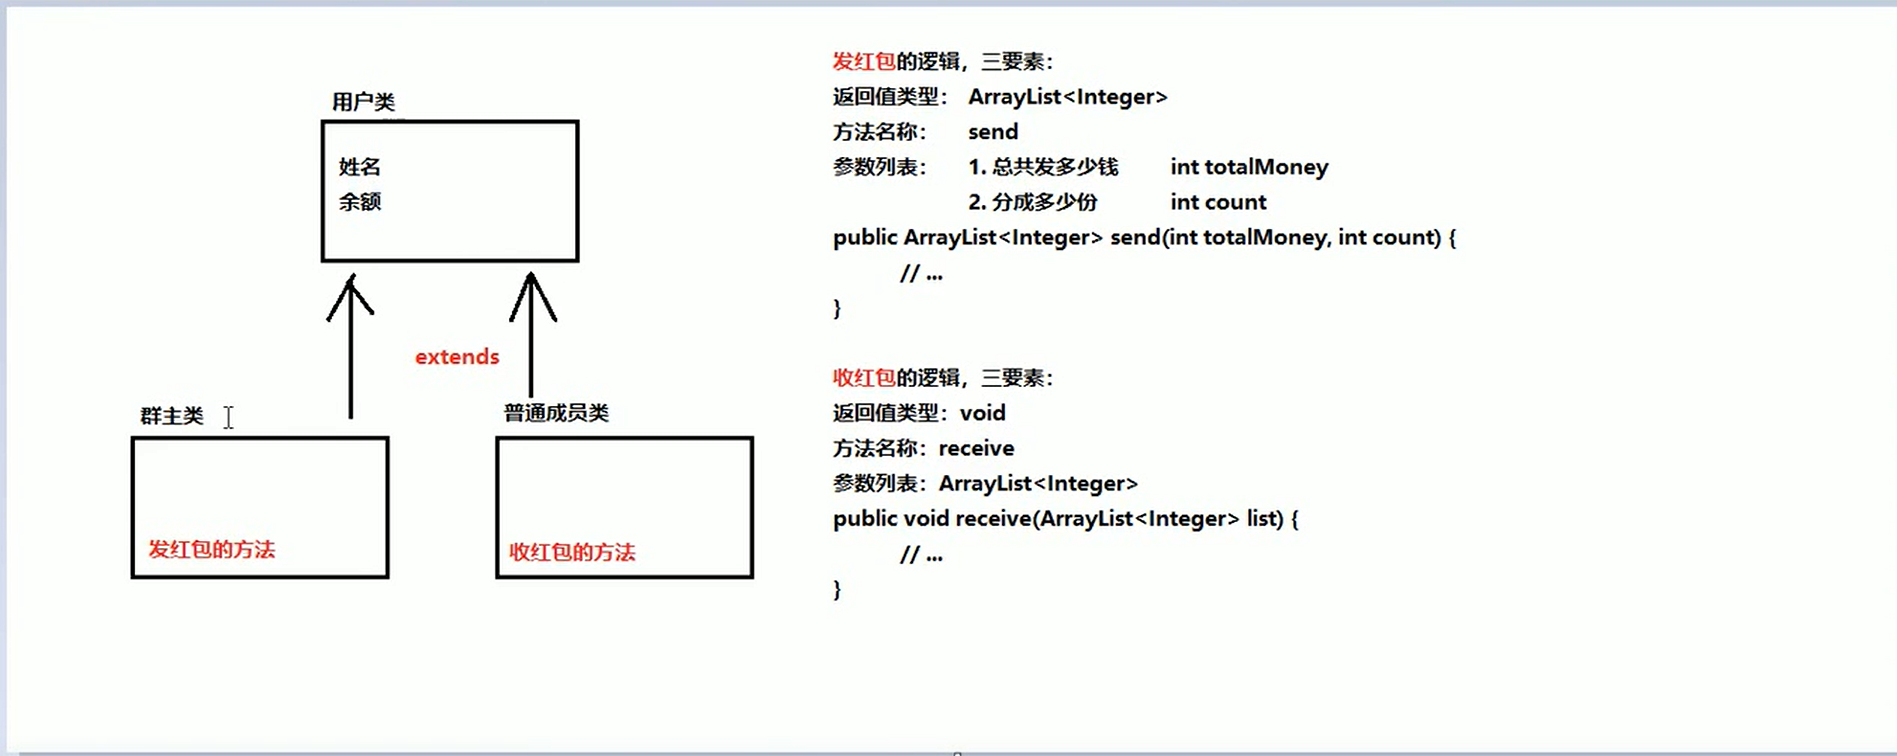 用户类
姓名
余额
extends
群主类
普通成员类
发红包的方法
收红包的方法
发红包的逻辑，三要素：
返回值类型： ArrayList<Integer>
方法名称： send
参数列表： 1. 总共发多少钱 int totalMoney
2. 分成多少份 int count
public ArrayList<Integer> send(int totalMoney, int count) {
// ...
}
收红包的逻辑，三要素：
返回值类型：void
方法名称：receive
参数列表：ArrayList<Integer>
public void receive(ArrayList<Integer> list) {
// ...
}